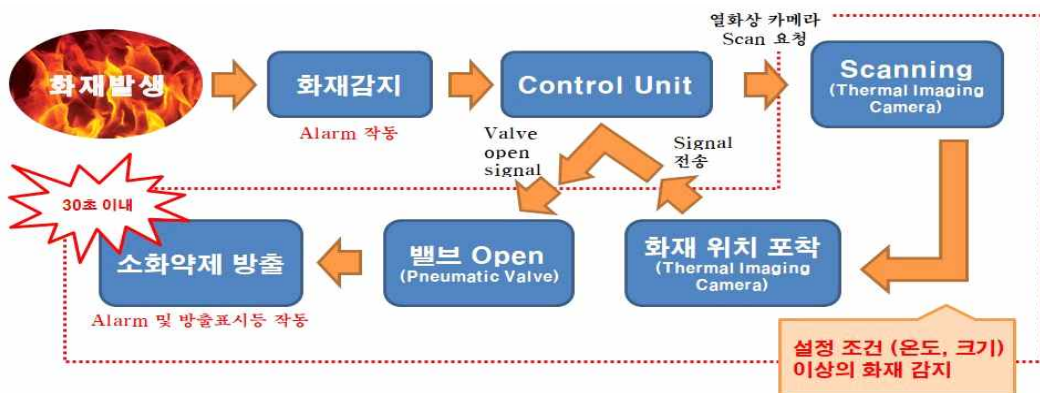 화재발생
화재감지
Alarm 작동
Control Unit
열화상 카메라
Scan 요청
Scanning
(Thermal Imaging
Camera)
Valve
open
signal
Signal
전송
30초 이내
소화약제 방출
Alarm 및 방출표시등 작동
밸브 Open
(Pneumatic Valve)
화재 위치 포착
(Thermal Imaging
Camera)
설정 조건 (온도, 크기)
이상의 화재 감지